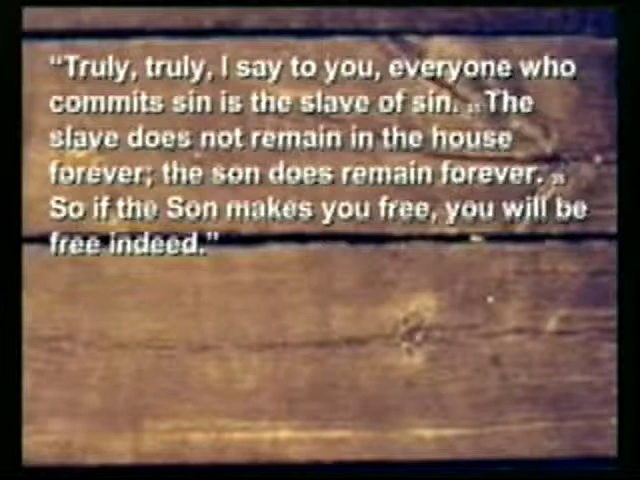 “Truly, truly, I say to you, everyone who
commits sin is the slave of sin. The
slave does not remain in the house
forever; the son does remain forever.
So if the Son makes you free, you will be
free indeed.”